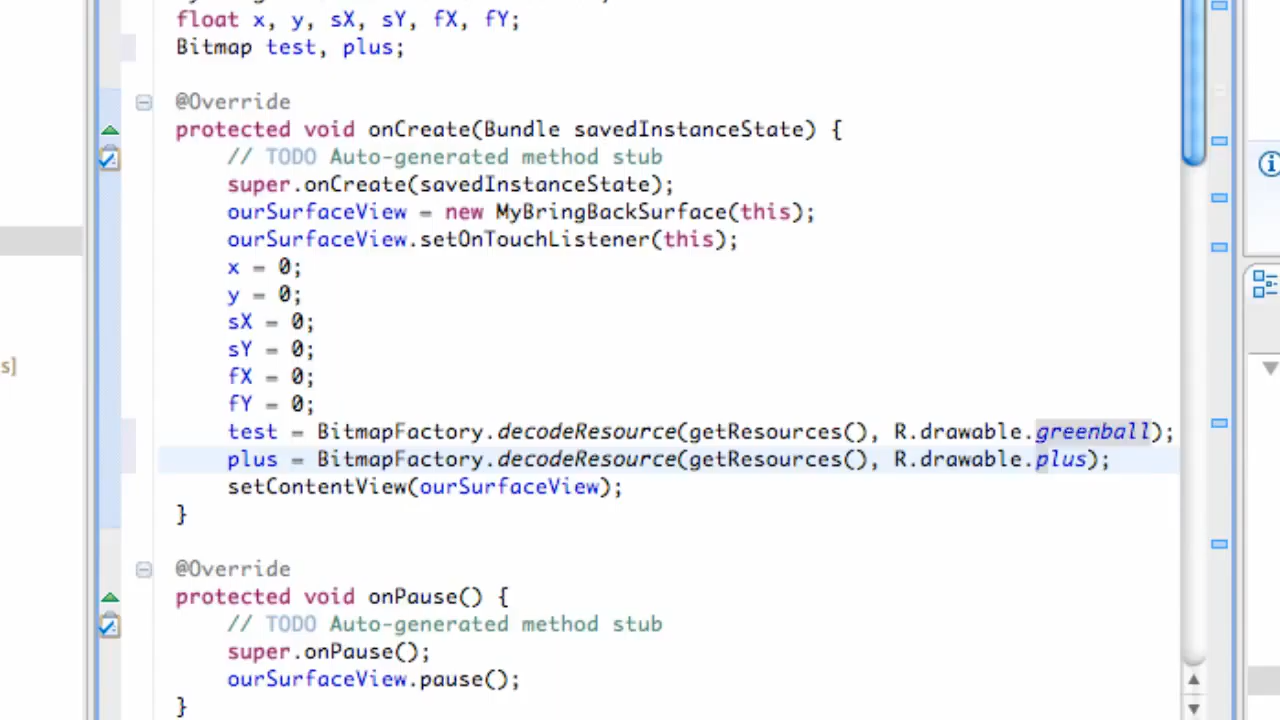 float x, y, sX, sY, fX, fY;
Bitmap test, plus;
@Override
protected void onCreate(Bundle savedInstanceState) {
// TODO Auto-generated method stub
super.onCreate(savedInstanceState);
ourSurfaceView = new MyBringBackSurface(this);
ourSurfaceView.setOnTouchListener(this);
x = 0;
y = 0;
sX = 0;
sY = 0;
fX = 0;
fY = 0;
test = BitmapFactory.decodeResource(getResources(), R.drawable.greenball);
plus = BitmapFactory.decodeResource(getResources(), R.drawable.plus);
setContentView(ourSurfaceView);
}
@Override
protected void onPause() {
// TODO Auto-generated method stub
super.onPause();
ourSurfaceView.pause();
}
s]